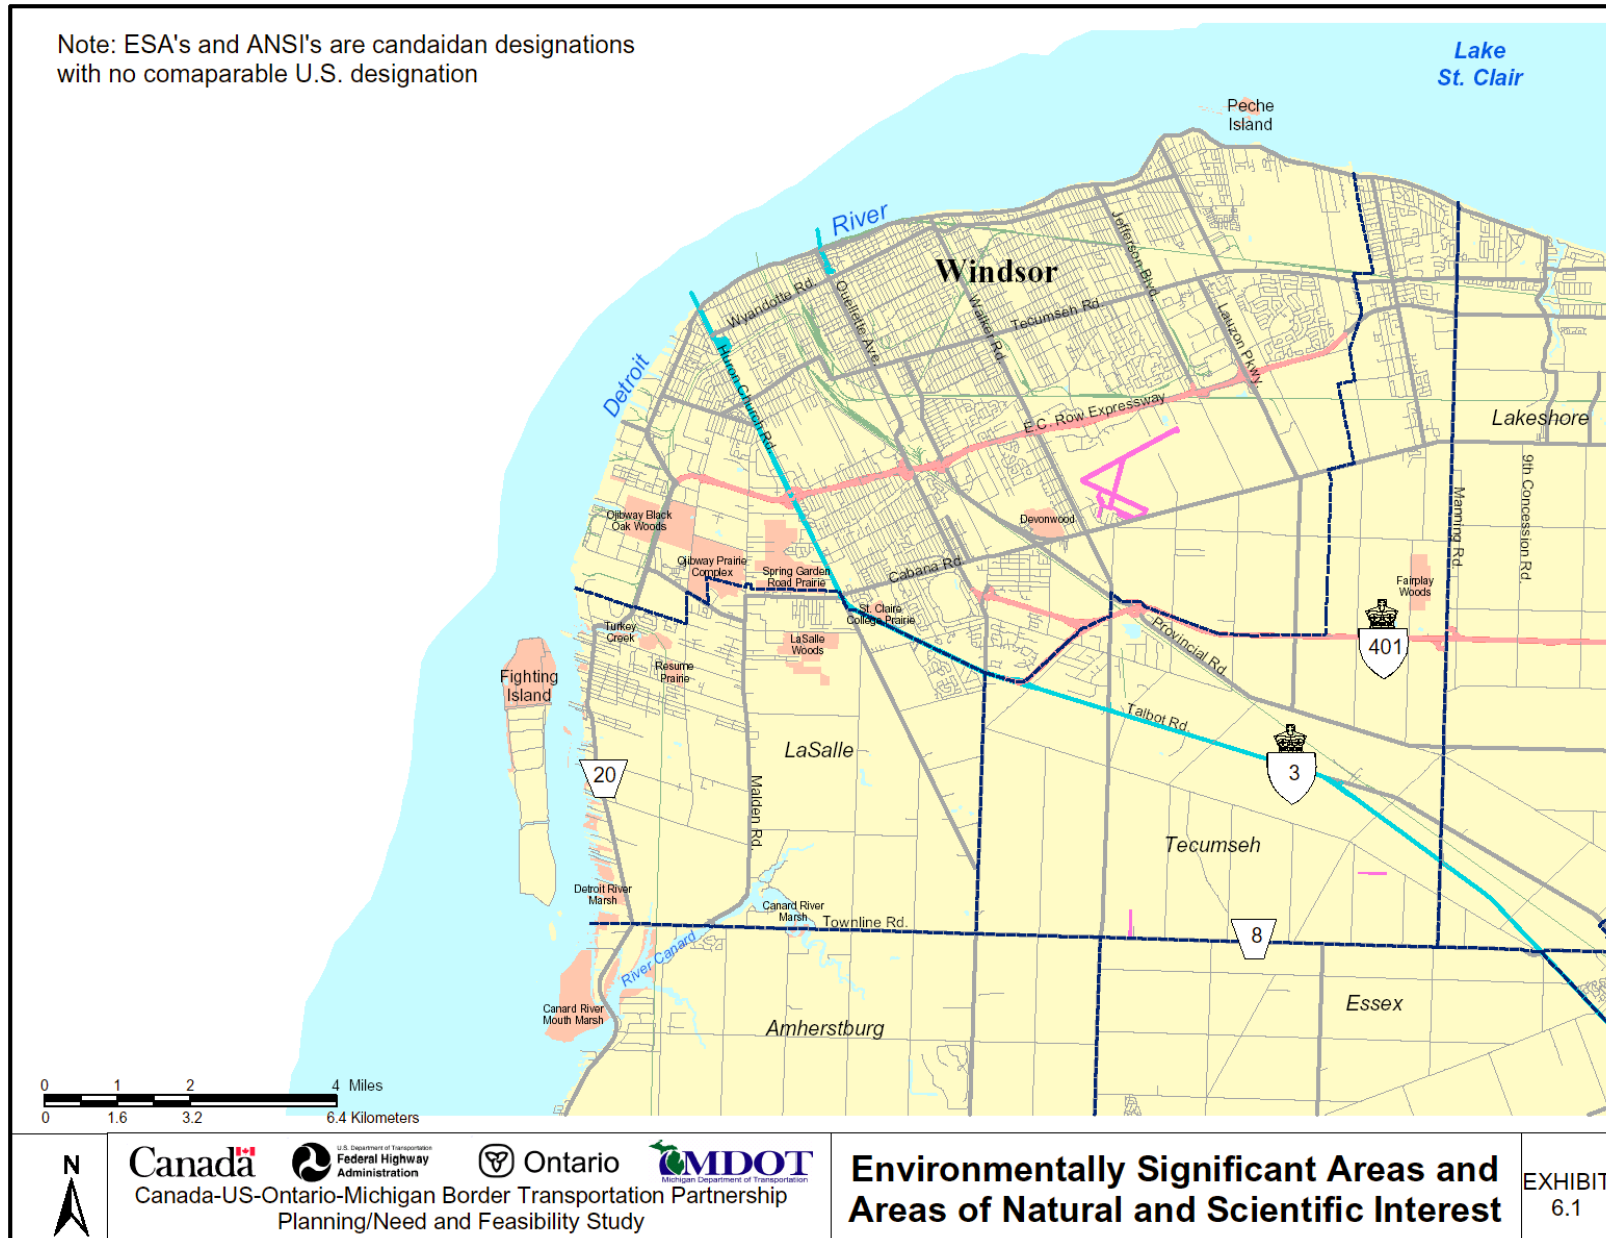 Note: ESA's and ANSI's are candaidan designations
with no comaparable U.S. designation
Lake
St. Clair
Peche
Island
River
Windsor
Jefferson Blvd.
Wyandotte Rd.
Ouellette Ave.
Walker Rd.
Tecumseh Rd.
Lauzon Pkwy.
Detroit
Huron Church Rd.
E.C. Row Expressway
Lakeshore
9th Concession Rd.
Manning Rd.
Ojibway Black
Oak Woods
Devonwood
Ojibway Prairie
Complex
Spring Garden
Road Prairie
Cabana Rd.
Fairplay
Woods
St. Claire
College Prairie
Turkey
Creek
LaSalle
Woods
Provincial Rd.
401
Resume
Prairie
Fighting
Island
Talbot Rd.
LaSalle
20
3
Malden Rd.
Tecumseh
Detroit River
Marsh
Canard River
Marsh
Townline Rd.
8
River Canard
Canard River
Mouth Marsh
Essex
Amherstburg
0 1 2 4 Miles
0 1.6 3.2 6.4 Kilometers
N
Canada
U.S. Department of Transportation
Federal Highway
Administration
Ontario
MDOT
Michigan Department of Transportation
Canada-US-Ontario-Michigan Border Transportation Partnership
Planning/Need and Feasibility Study
Environmentally Significant Areas and
Areas of Natural and Scientific Interest
EXHIBIT
6.1